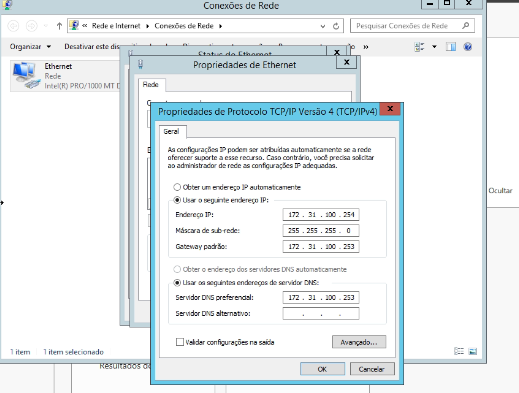 Conexões de Rede
« Rede e Internet ▸ Conexões de Rede
Pesquisar Conexões de Rede
Organizar
Desativar este
Ethernet
Rede
Intel(R) PRO/1000 MT D
Status de Ethernet
Propriedades de Ethernet
Rede
Propriedades de Protocolo TCP/IP Versão 4 (TCP/IPv4)
Geral
As configurações IP podem ser atribuídas automaticamente se a rede
oferecer suporte a esse recurso. Caso contrário, você precisa solicitar
ao administrador de rede as configurações IP adequadas.
Obter um endereço IP automaticamente
Usar o seguinte endereço IP:
Endereço IP: 172 . 31 . 100 . 254
Máscara de sub-rede: 255 . 255 . 255 . 0
Gateway padrão: 172 . 31 . 100 . 253
Obter o endereço dos servidores DNS automaticamente
Usar os seguintes endereços de servidor DNS:
Servidor DNS preferencial: 172 . 31 . 100 . 253
Servidor DNS alternativo: . . .
Validar configurações na saída
Avançado...
OK
Cancelar
Ocultar
1 item
1 item selecionado
Resultados do